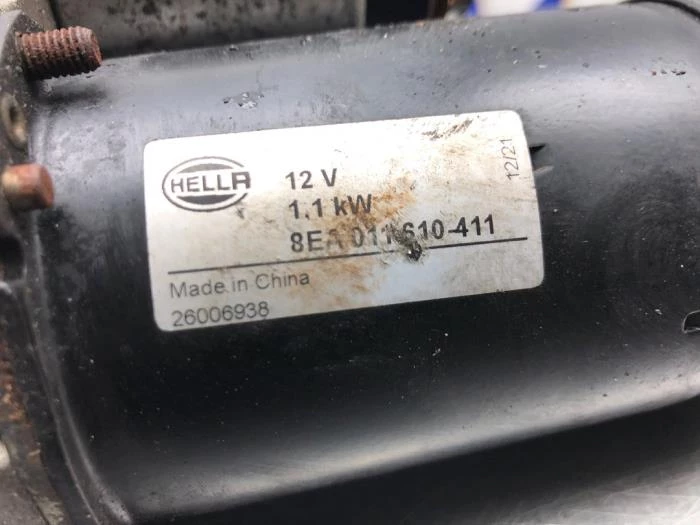 HELLA
12 V
1.1 kW
8EA 011 610-411
12/21
Made in China
26006938